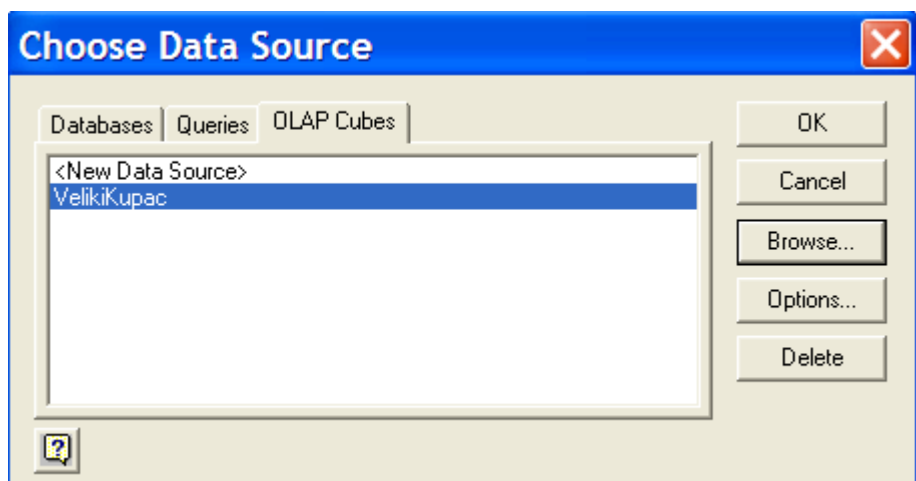 Choose Data Source
Databases Queries OLAP Cubes
<New Data Source>
VelikiKupac
OK
Cancel
Browse...
Options...
Delete
?